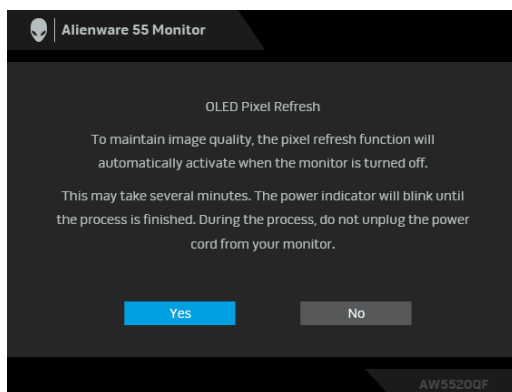 Alienware 55 Monitor
OLED Pixel Refresh
To maintain image quality, the pixel refresh function will
automatically activate when the monitor is turned off.
This may take several minutes. The power indicator will blink until
the process is finished. During the process, do not unplug the power
cord from your monitor.
Yes No
AW5520QF